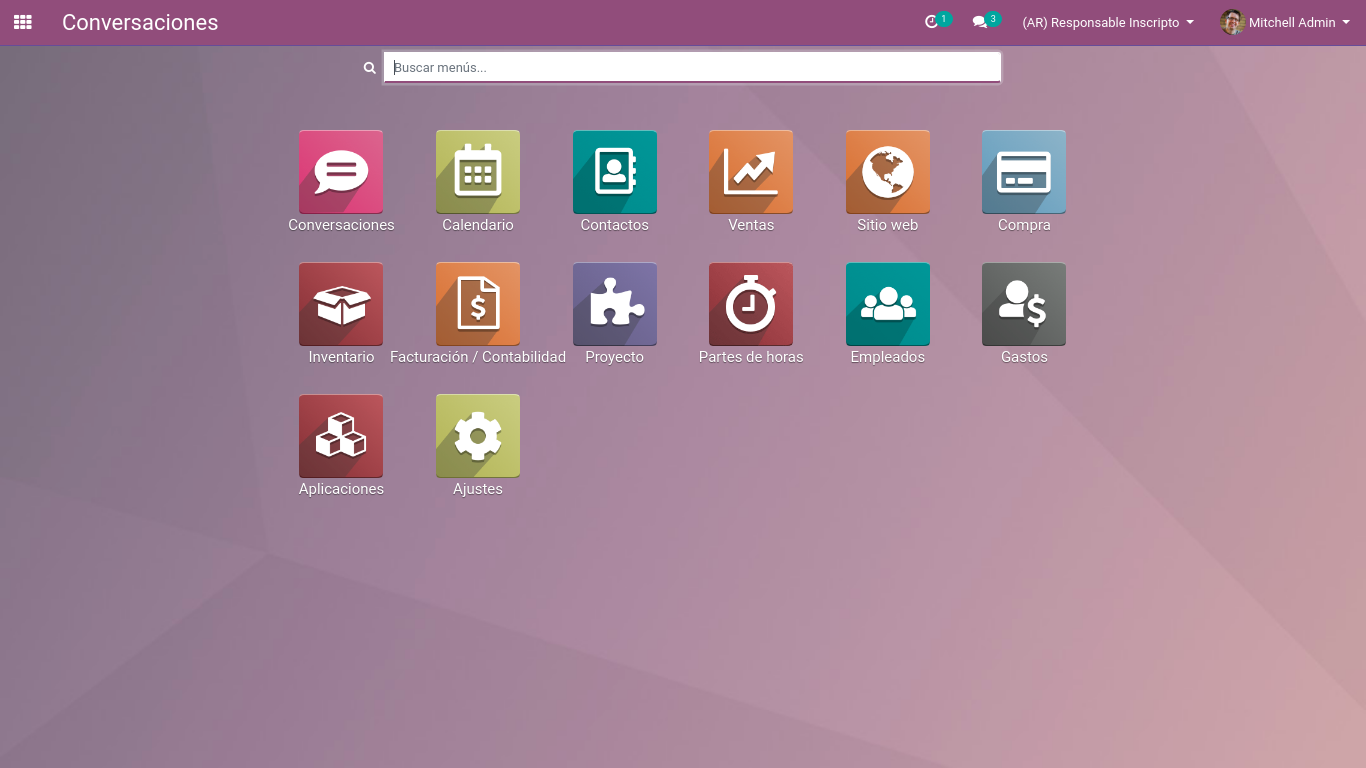 Conversaciones
1
3
(AR) Responsable Inscripto
Mitchell Admin
Buscar menús...
Conversaciones
Calendario
Contactos
Ventas
Sitio web
Compra
Inventario
Facturación / Contabilidad
Proyecto
Partes de horas
Empleados
Gastos
Aplicaciones
Ajustes